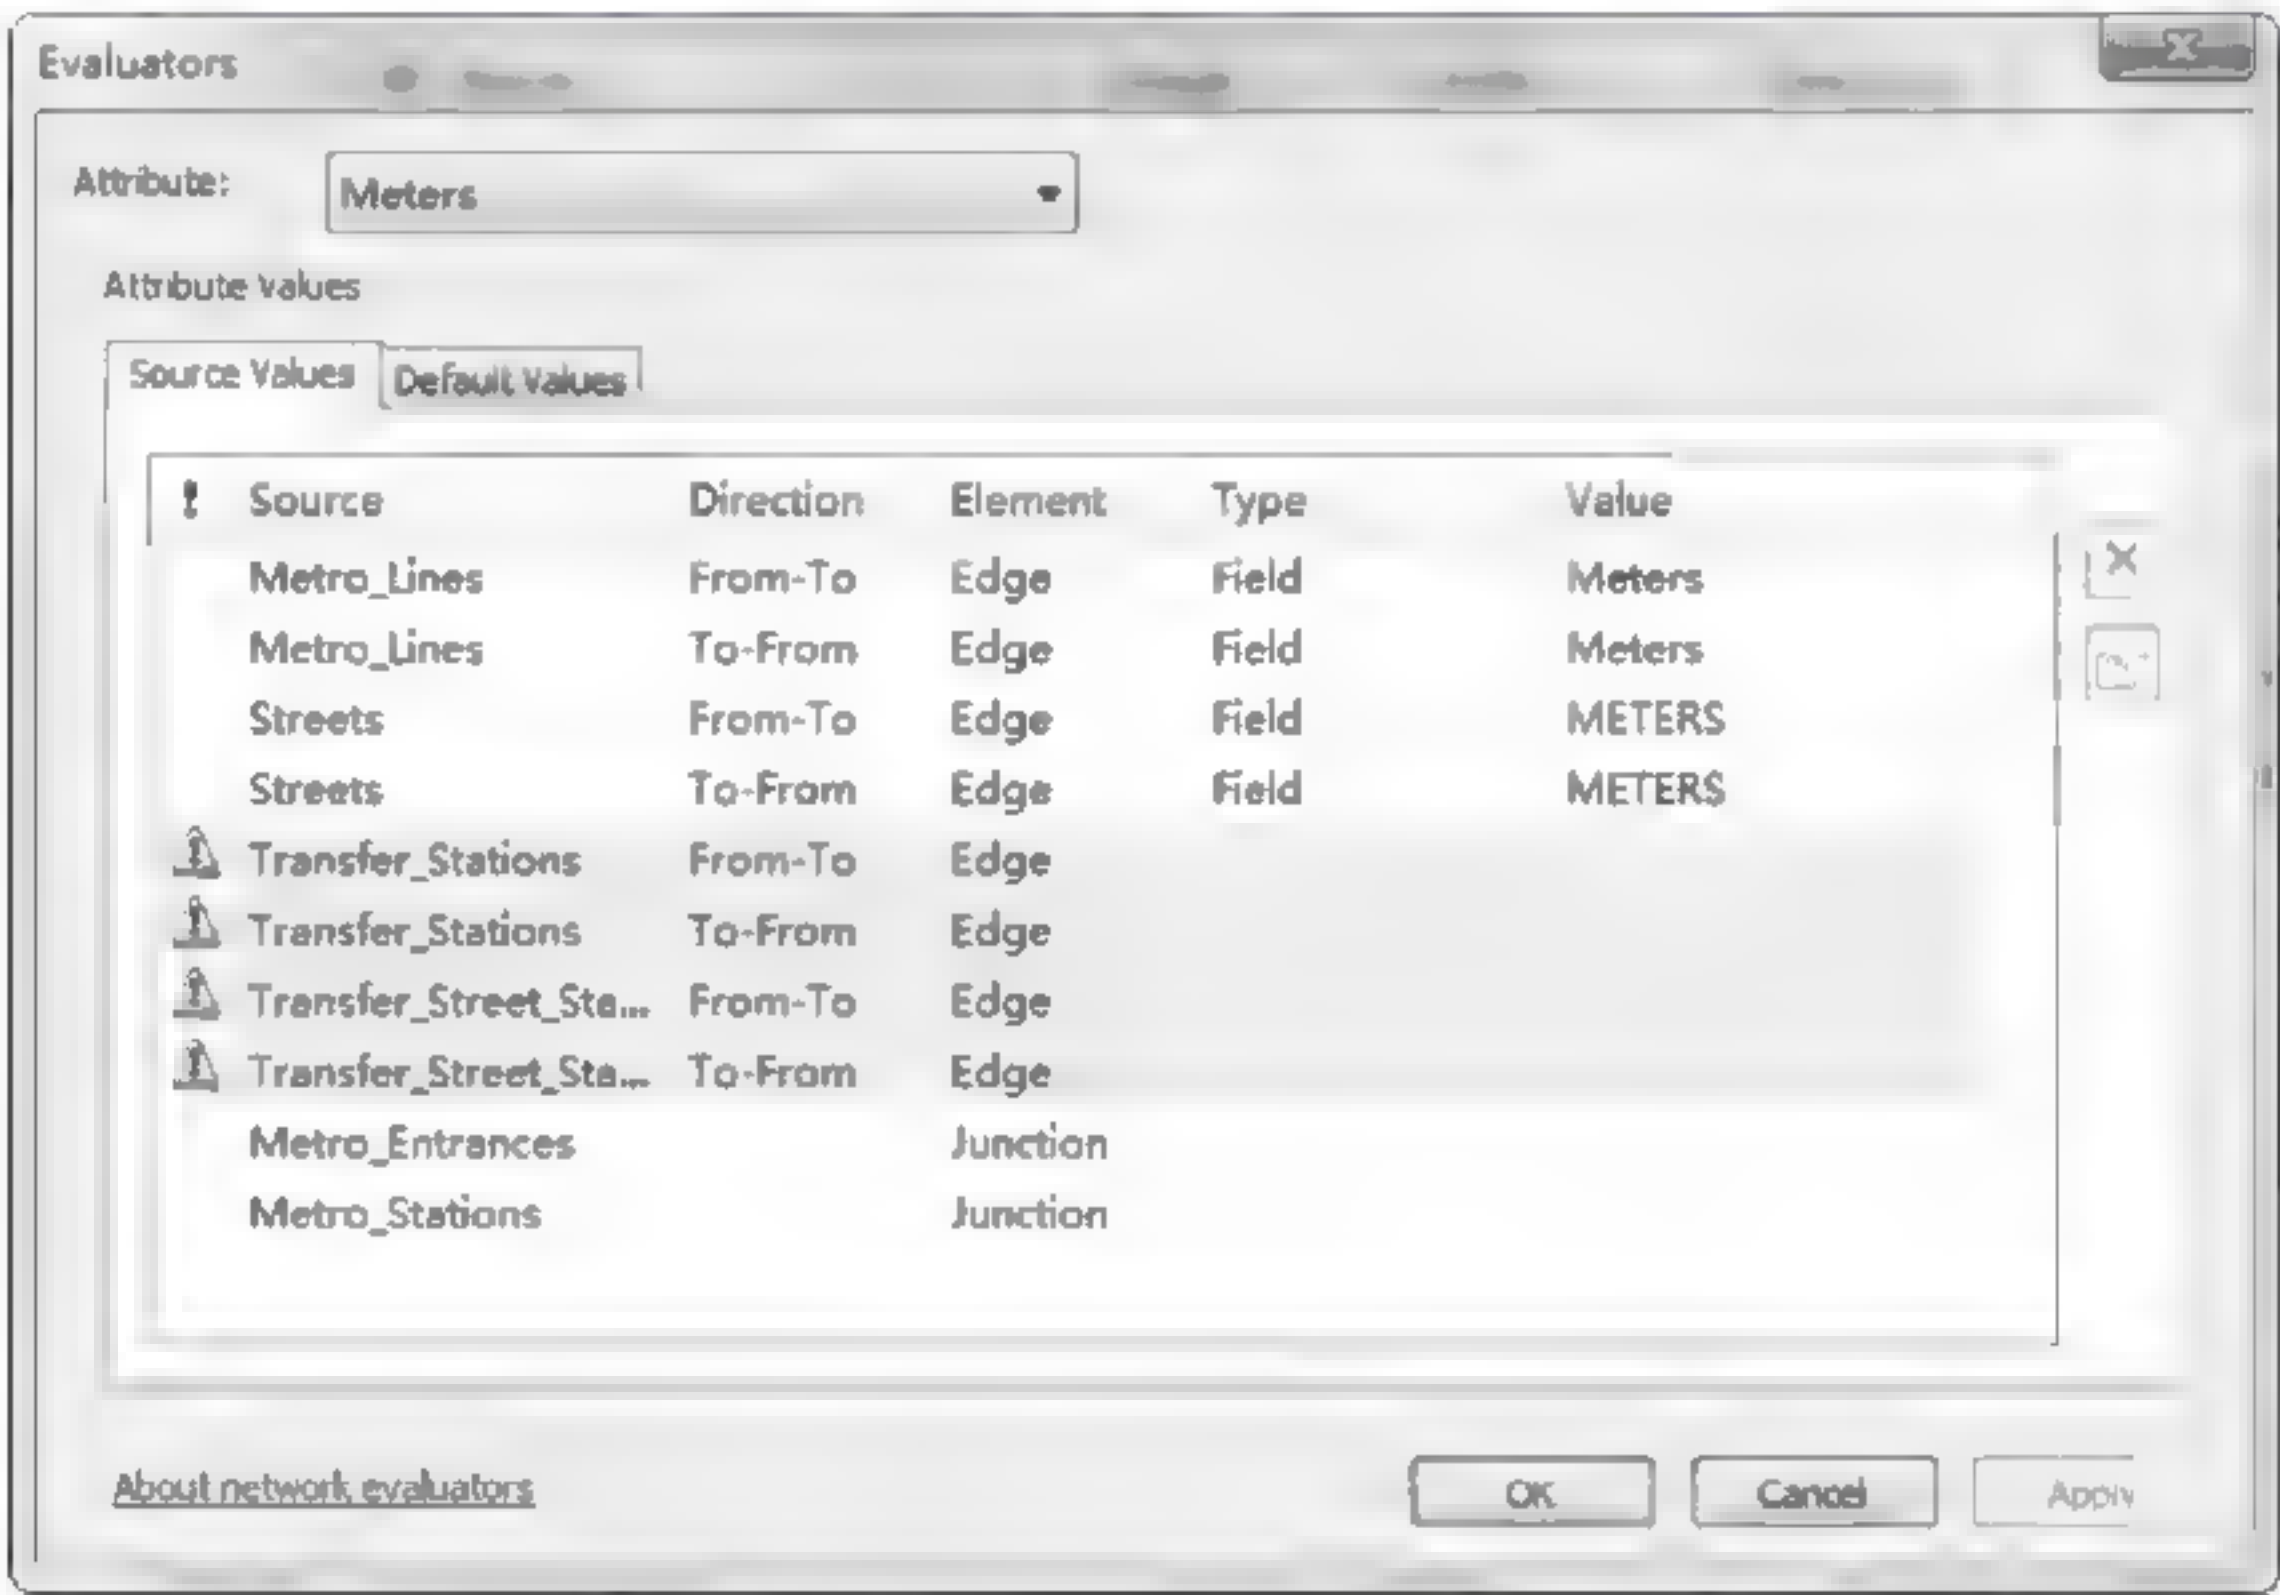 Evaluators
Attribute: Meters
Attribute Values
Source Values Default Values
! Source Direction Element Type Value
Metro_Lines From-To Edge Field Meters
Metro_Lines To-From Edge Field Meters
Streets From-To Edge Field METERS
Streets To-From Edge Field METERS
Transfer_Stations From-To Edge
Transfer_Stations To-From Edge
Transfer_Street_Sta... From-To Edge
Transfer_Street_Sta... To-From Edge
Metro_Entrances Junction
Metro_Stations Junction
About network evaluators OK Cancel Apply